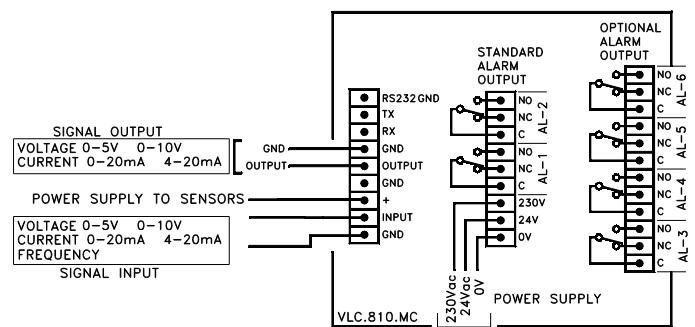 OPTIONAL
ALARM
OUTPUT
STANDARD
ALARM
OUTPUT
NO
NC
C
AL-6
NO
NC
C
AL-5
NO
NC
C
AL-4
NO
NC
C
AL-3
NO
NC
C
AL-2
NO
NC
C
AL-1
230V
24V
0V
RS232 GND
TX
RX
GND
OUTPUT
GND
+
INPUT
GND
SIGNAL OUTPUT
VOLTAGE 0-5V 0-10V
CURRENT 0-20mA 4-20mA
GND
OUTPUT
POWER SUPPLY TO SENSORS
VOLTAGE 0-5V 0-10V
CURRENT 0-20mA 4-20mA
FREQUENCY
SIGNAL INPUT
230Vac
24Vac
0V
POWER SUPPLY
VLC.810.MC